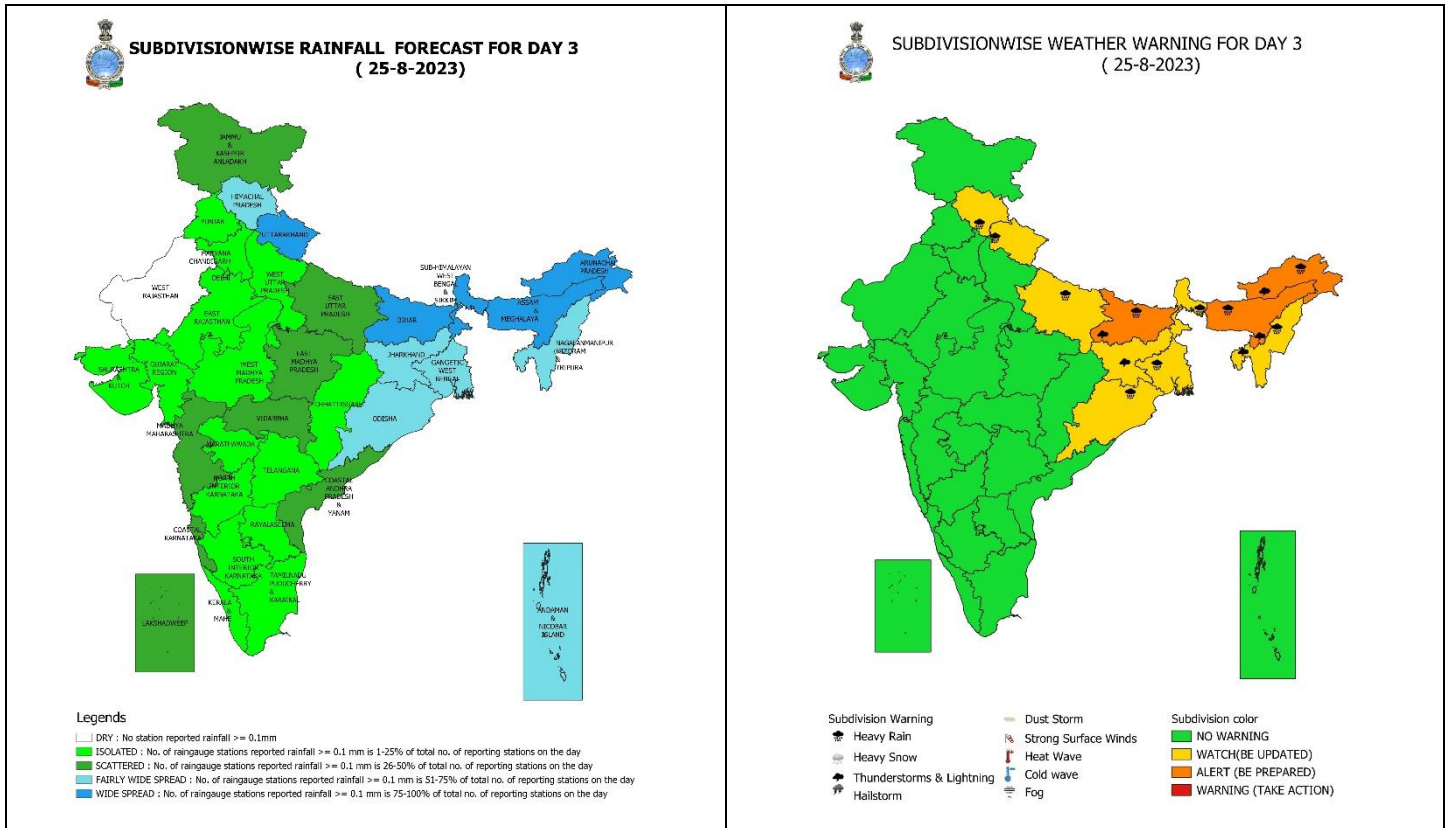 SUBDIVISIONWISE RAINFALL FORECAST FOR DAY 3
( 25-8-2023)
JAMMU
&
KASHMIR
ANLADAKH
HIMACHAL
PRADESH
PUNJAB
UTTARAKHAND
HARYANA
CHANDIGARH
DELHI
WEST
UTTAR
PRADESH
WEST
RAJASTHAN
EAST
RAJASTHAN
EAST
UTTAR
PRADESH
SUB-HIMALAYAN
WEST
BENGAL
&
SIKKIM
ARUNACHAL
PRADESH
ASSAM
&
MEGHALAYA
NAGALANMANIPUR
MIZORAM
&
TRIPURA
BIHAR
JHARKHAND
GANGETIC
WEST
BENGAL
EAST
MADHYA
PRADESH
WEST
MADHYA
PRADESH
GUJARAT
REGION
SAURASHTRA
&
KUTCH
CHHATTISGARH
ODISHA
VIDARBHA
MADHYA
MAHARASHTRA
MARATHAWADA
TELANGANA
NORTH
INTERIOR
KARNATAKA
COASTAL
ANDHRA
PRADESH
&
YANAM
RAYALASEEMA
COASTAL
KARNATAKA
SOUTH
INTERIOR
KARNATAKA
TAMILNADU
PUDUCHERRY
&
KARAIKAL
KERALA
&
MAHE
LAKSHADWEEP
ANDAMAN
&
NICOBAR
ISLAND
Legends
DRY : No station reported rainfall >= 0.1mm
ISOLATED : No. of raingauge stations reported rainfall >= 0.1 mm is 1-25% of total no. of reporting stations on the day
SCATTERED : No. of raingauge stations reported rainfall >= 0.1 mm is 26-50% of total no. of reporting stations on the day
FAIRLY WIDE SPREAD : No. of raingauge stations reported rainfall >= 0.1 mm is 51-75% of total no. of reporting stations on the day
WIDE SPREAD : No. of raingauge stations reported rainfall >= 0.1 mm is 75-100% of total no. of reporting stations on the day
SUBDIVISIONWISE WEATHER WARNING FOR DAY 3
( 25-8-2023)
Subdivision Warning
Heavy Rain
Heavy Snow
Thunderstorms & Lightning
Hailstorm
Dust Storm
Strong Surface Winds
Heat Wave
Cold wave
Fog
Subdivision color
NO WARNING
WATCH(BE UPDATED)
ALERT (BE PREPARED)
WARNING (TAKE ACTION)